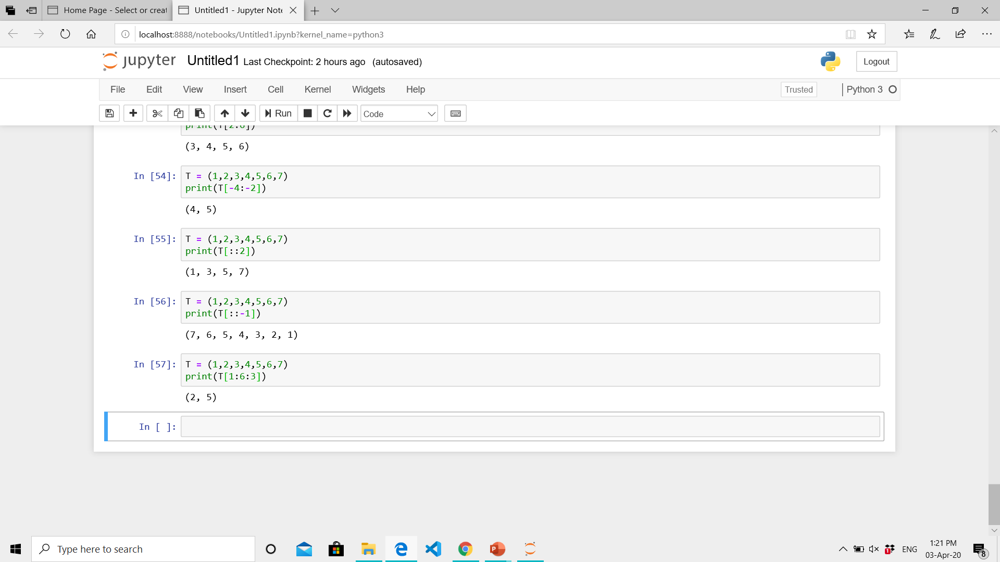 Home Page - Select or creat
Untitled1 - Jupyter Note
localhost:8888/notebooks/Untitled1.ipynb?kernel_name=python3
jupyter Untitled1 Last Checkpoint: 2 hours ago (autosaved)
Logout
File Edit View Insert Cell Kernel Widgets Help
Trusted Python 3
Run Code
print(T[2:6])
(3, 4, 5, 6)
In [54]: T = (1,2,3,4,5,6,7)
print(T[-4:-2])
(4, 5)
In [55]: T = (1,2,3,4,5,6,7)
print(T[::2])
(1, 3, 5, 7)
In [56]: T = (1,2,3,4,5,6,7)
print(T[::-1])
(7, 6, 5, 4, 3, 2, 1)
In [57]: T = (1,2,3,4,5,6,7)
print(T[1:6:3])
(2, 5)
In [ ]:
Type here to search
1
ENG
1:21 PM
03-Apr-20
8